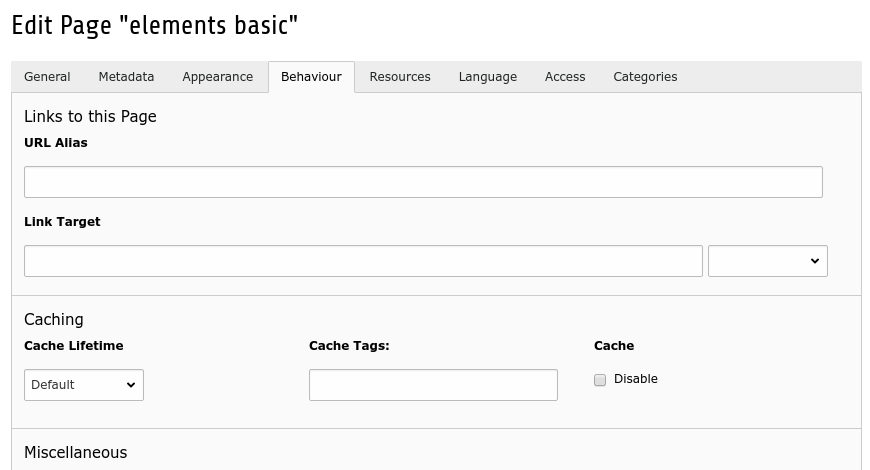 Edit Page "elements basic"
General Metadata Appearance Behaviour Resources Language Access Categories
Links to this Page
URL Alias
Link Target
Caching
Cache Lifetime Cache Tags: Cache
Default Disable
Miscellaneous